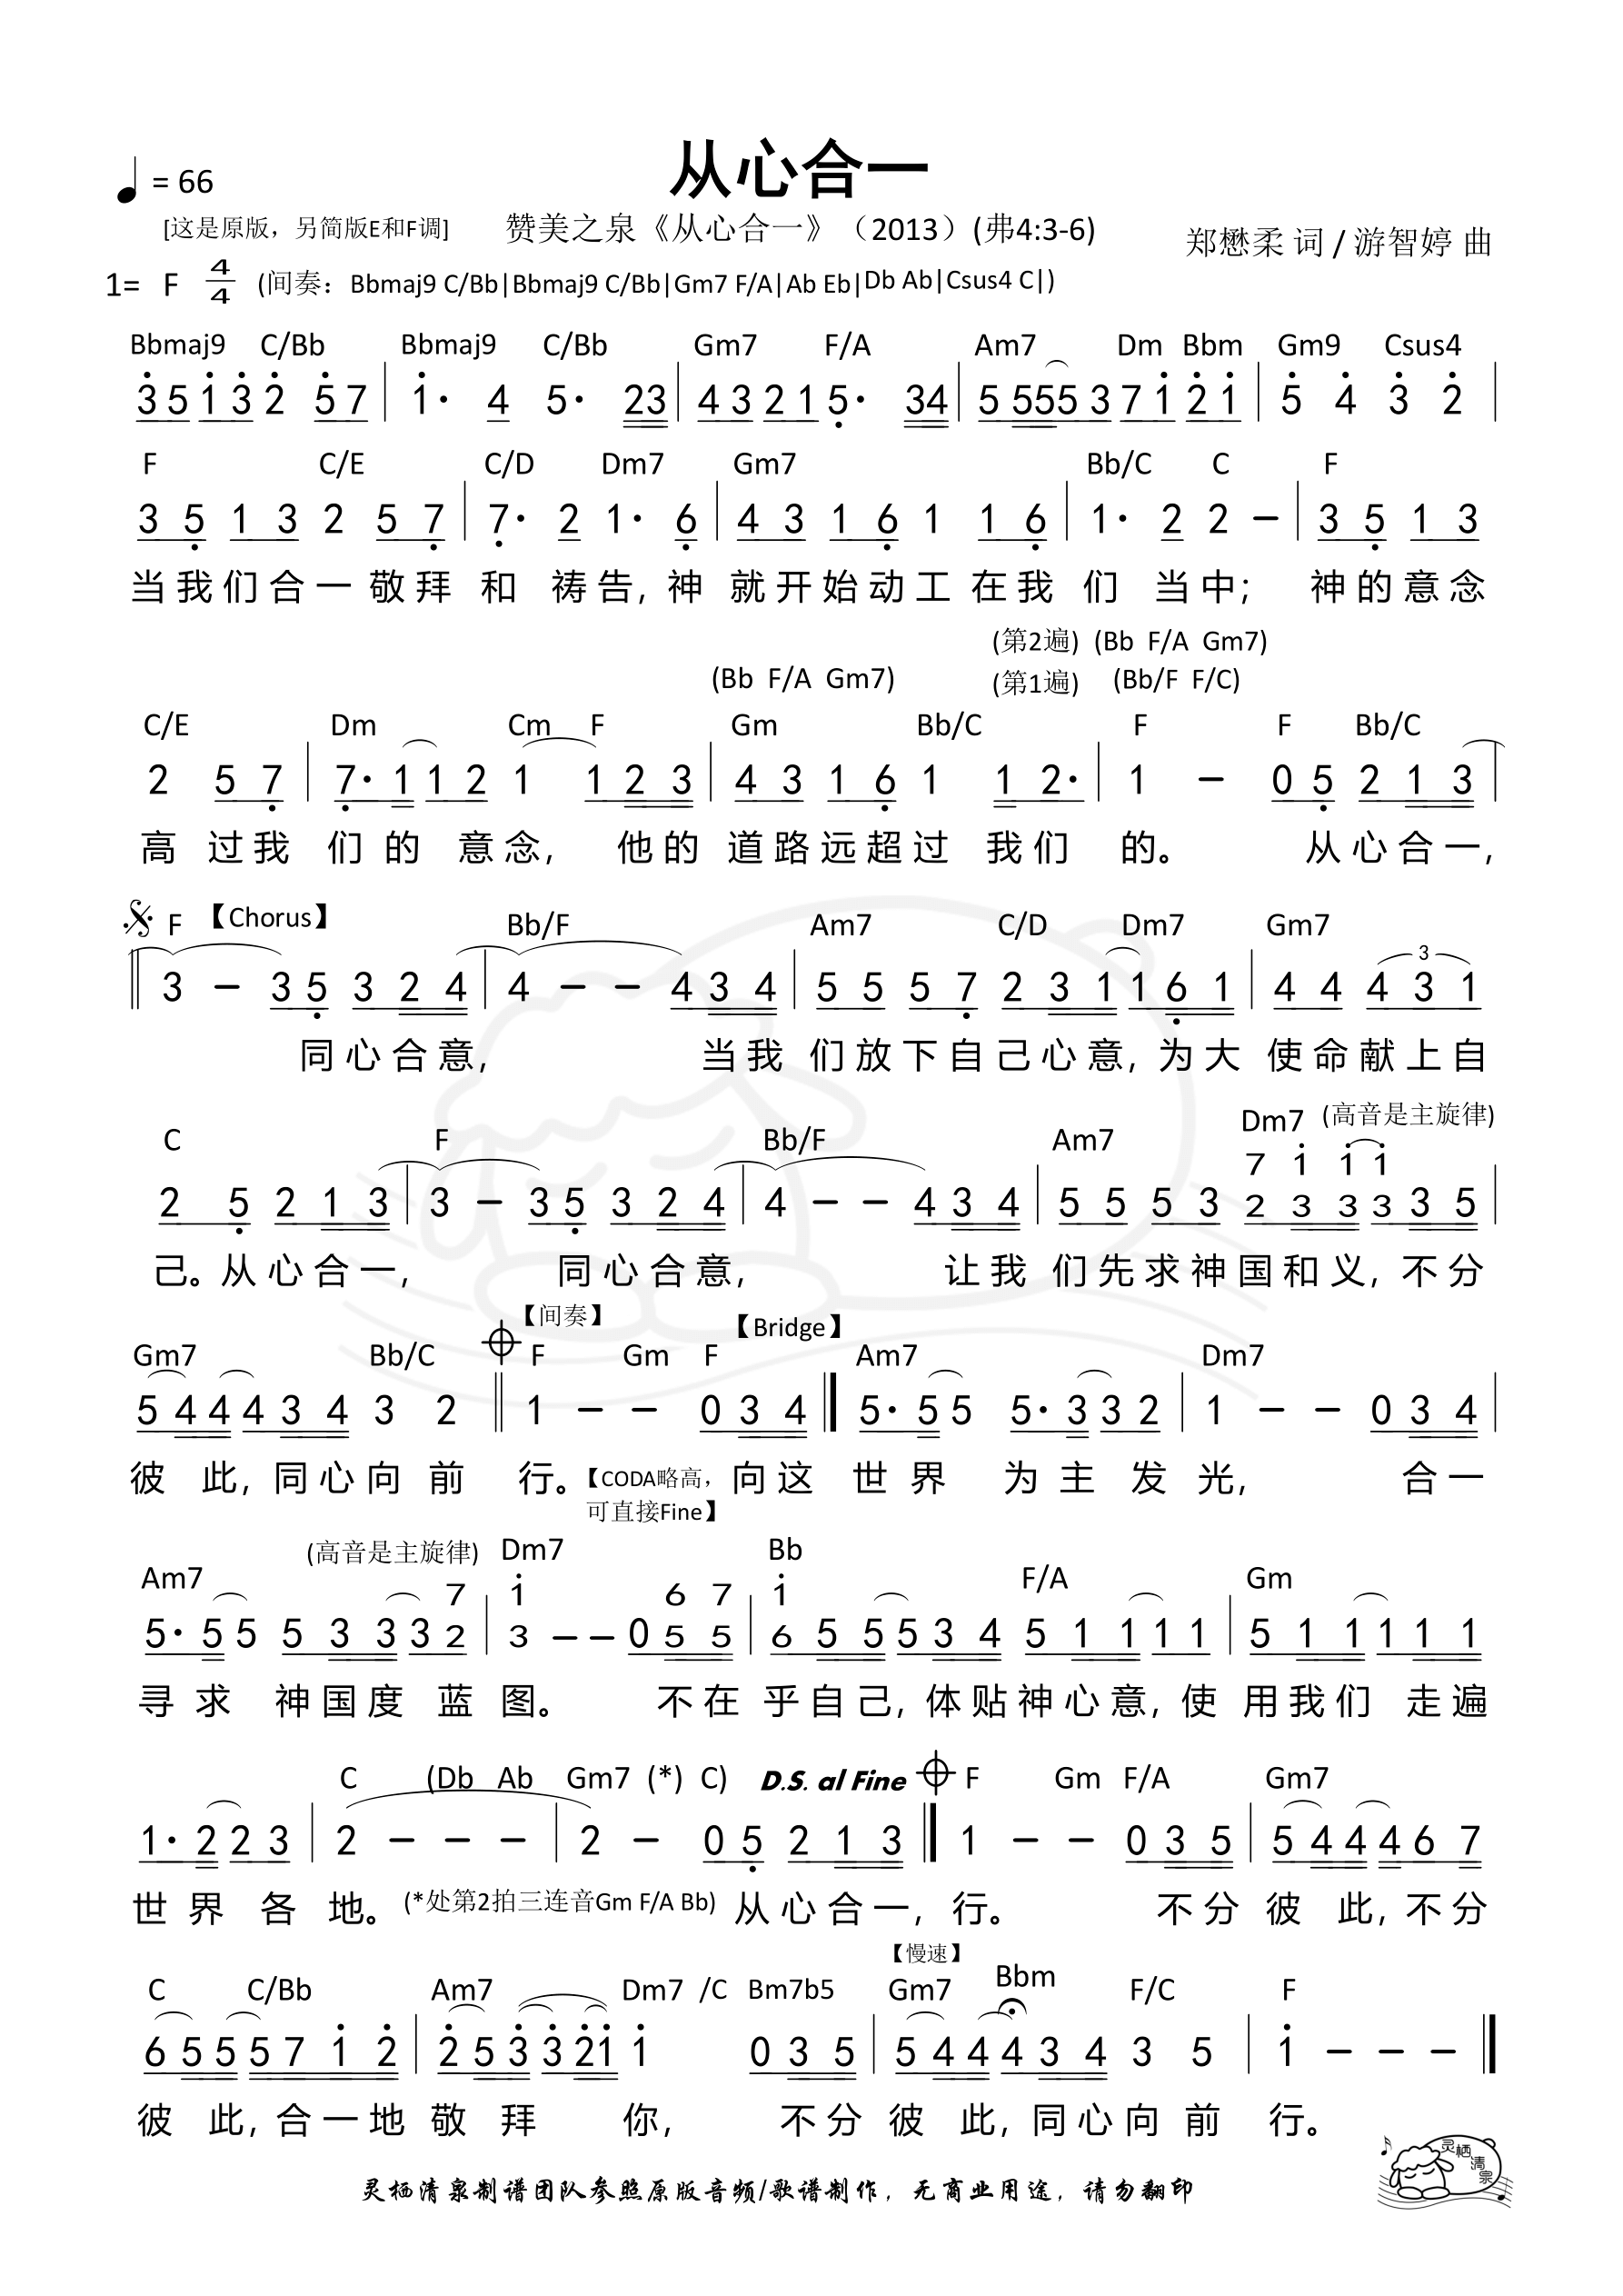 从心合一
♩ = 66
[这是原版，另简版E和F调] 赞美之泉《从心合一》（2013）(弗4:3-6) 郑懋柔 词 / 游智婷 曲
1= F 4/4 (间奏：Bbmaj9 C/Bb|Bbmaj9 C/Bb|Gm7 F/A|Ab Eb|Db Ab|Csus4 C|)
Bbmaj9 C/Bb Bbmaj9 C/Bb Gm7 F/A Am7 Dm Bbm Gm9 Csus4
3 5 1 3 2 5 7 | 1· 4 5· 23 | 4 3 2 1 5· 34 | 5 5 5 5 3 7 1 2 1 | 5 4 3 2 |
F C/E C/D Dm7 Gm7 Bb/C C F
3 5 1 3 2 5 7 | 7· 2 1· 6 | 4 3 1 6 1 1 6 | 1· 2 2 – | 3 5 1 3
当我们合一敬拜 和 祷告, 神 就开始动工 在我 们 当中; 神的意念
(第2遍) (Bb F/A Gm7)
(Bb F/A Gm7) (第1遍) (Bb/F F/C)
C/E Dm Cm F Gm Bb/C F F Bb/C
2 5 7 | 7· 1 1 2 1 1 2 3 | 4 3 1 6 1 1 2· | 1 – 0 5 2 1 3 |
高 过我 们 的 意念, 他的 道路远超过 我们 的。 从心合一,
F 【Chorus】 Bb/F Am7 C/D Dm7 Gm7
3 – 3 5 3 2 4 | 4 – – 4 3 4 | 5 5 5 7 2 3 1 1 6 1 | 4 4 4 3 1
3
同心合意, 当我 们放下自己心意, 为大 使命献上自
Dm7 (高音是主旋律)
C F Bb/F Am7
7 1 1 1
2 5 2 1 3 | 3 – 3 5 3 2 4 | 4 – – 4 3 4 | 5 5 5 3 2 3 3 3 3 5 |
己。从心合一, 同心合意, 让我 们先求神国和义, 不分
【间奏】 【Bridge】
Gm7 Bb/C F Gm F Am7 Dm7
5 4 4 4 3 4 3 2 || 1 – – 0 3 4 || 5· 5 5 5· 3 3 2 | 1 – – 0 3 4 |
彼 此, 同心向 前 行。【CODA略高， 向这 世 界 为 主 发 光, 合一
可直接Fine】
(高音是主旋律) Dm7 Bb
Am7 F/A Gm
7 1 6 7 1
5· 5 5 5 3 3 3 2 | 3 – – 0 5 5 | 6 5 5 5 3 4 5 1 1 1 1 | 5 1 1 1 1 1
寻 求 神国度 蓝 图。 不在 乎自己, 体贴神心意, 使 用我们 走遍
C (Db Ab Gm7 (*) C) D.S. al Fine F Gm F/A Gm7
1· 2 2 3 | 2 – – – | 2 – 0 5 2 1 3 || 1 – – 0 3 5 | 5 4 4 4 6 7
世 界 各 地。 (*处第2拍三连音Gm F/A Bb) 从心合一, 行。 不分 彼 此, 不分
【慢速】
C C/Bb Am7 Dm7 /C Bm7b5 Gm7 Bbm F/C F
6 5 5 5 7 1 2 | 2 5 3 3 2 1 1 0 3 5 | 5 4 4 4 3 4 3 5 | 1 – – – ||
彼 此, 合一地 敬 拜 你, 不分 彼 此, 同心向 前 行。
灵栖清泉
灵栖清泉制谱团队参照原版音频/歌谱制作，无商业用途，请勿翻印